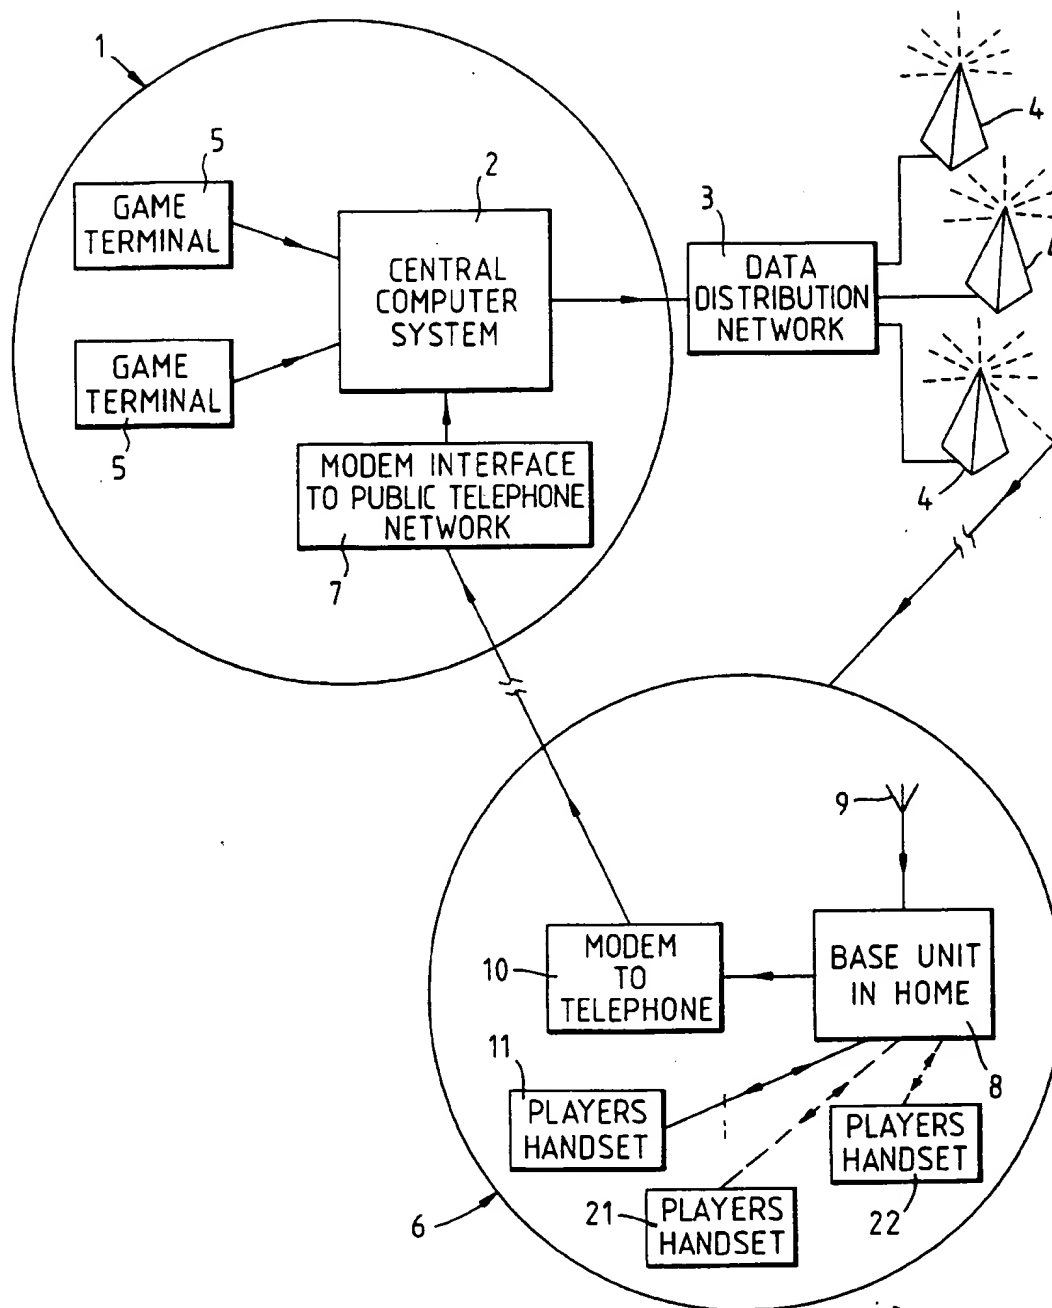 1
5
GAME
TERMINAL
2
CENTRAL
COMPUTER
SYSTEM
GAME
TERMINAL
5
MODEM INTERFACE
TO PUBLIC TELEPHONE
NETWORK
7
3
DATA
DISTRIBUTION
NETWORK
4
4
4
9
10
MODEM
TO
TELEPHONE
BASE UNIT
IN HOME
8
11
PLAYERS
HANDSET
21
PLAYERS
HANDSET
PLAYERS
HANDSET
22
6